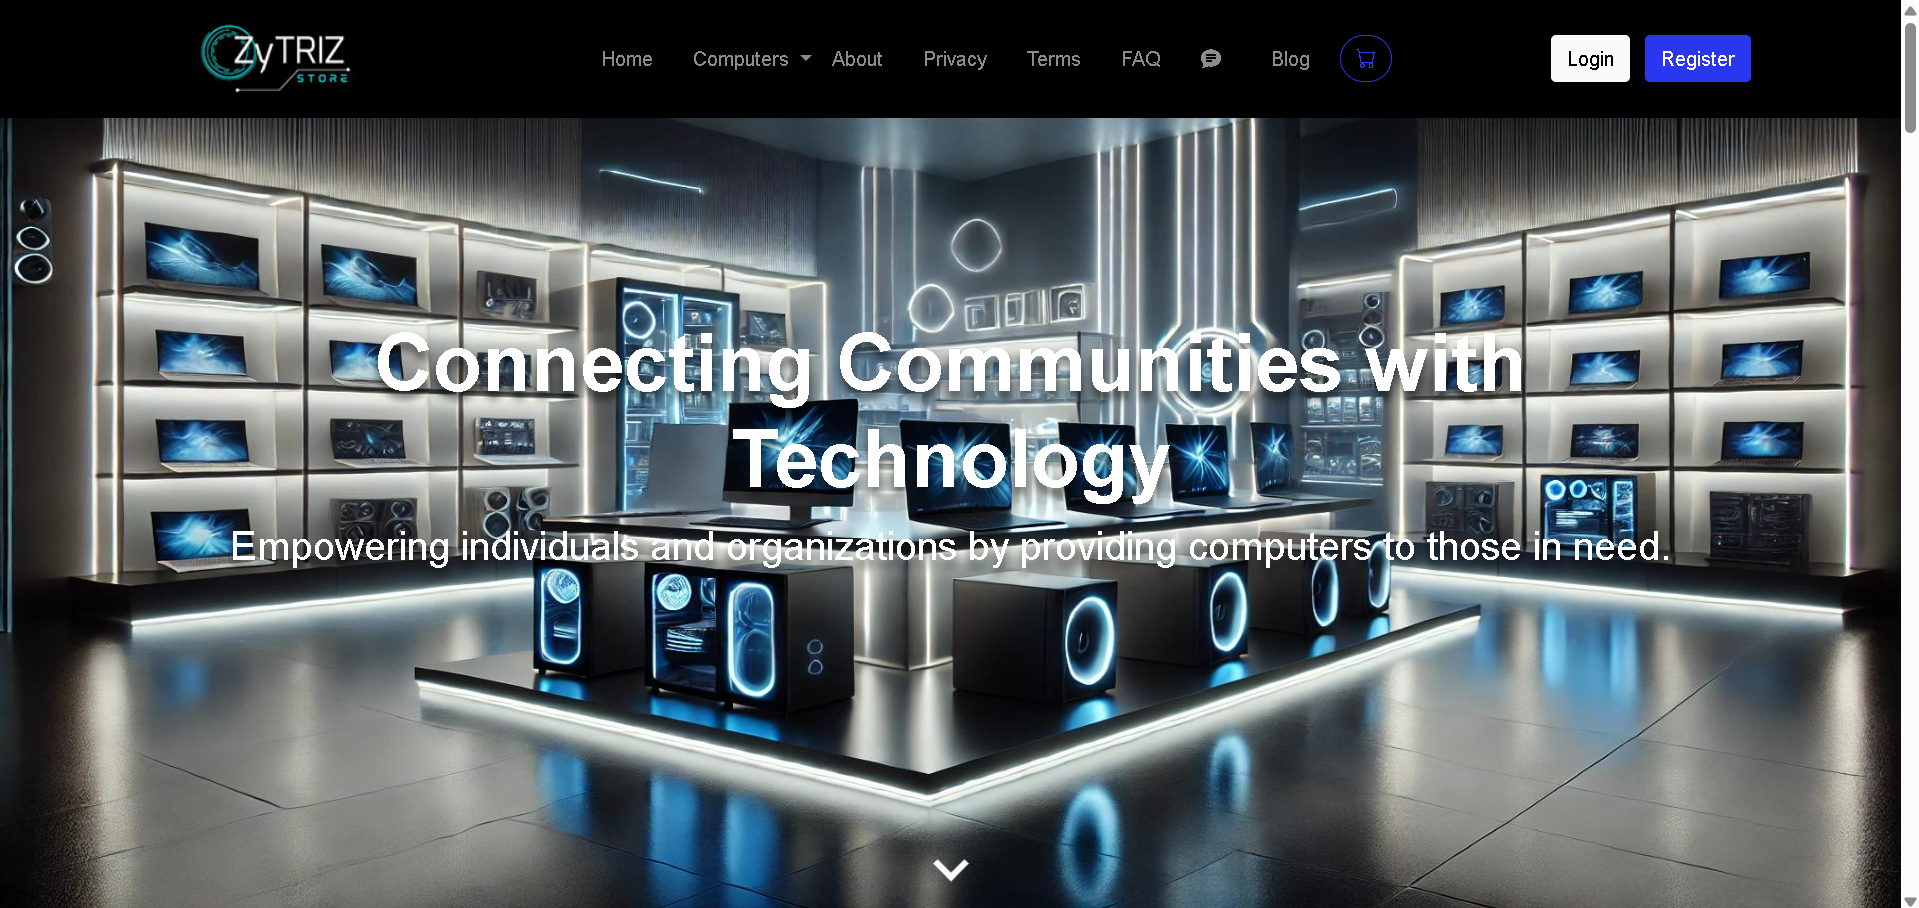 ZyTRIZ
STORE
Home
Computers
About
Privacy
Terms
FAQ
Blog
Login
Register
Connecting Communities with
Technology
Empowering individuals and organizations by providing computers to those in need.